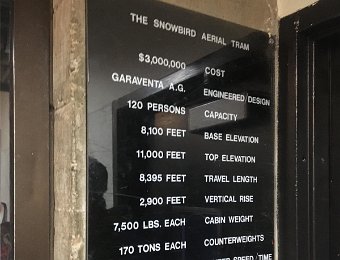 THE SNOWBIRD AERIAL TRAM
$3,000,000 COST
GARAVENTA A.G. ENGINEERED/DESIGN
120 PERSONS CAPACITY
8,100 FEET BASE ELEVATION
11,000 FEET TOP ELEVATION
8,395 FEET TRAVEL LENGTH
2,900 FEET VERTICAL RISE
7,500 LBS. EACH CABIN WEIGHT
170 TONS EACH COUNTERWEIGHTS
SPEED/TIME